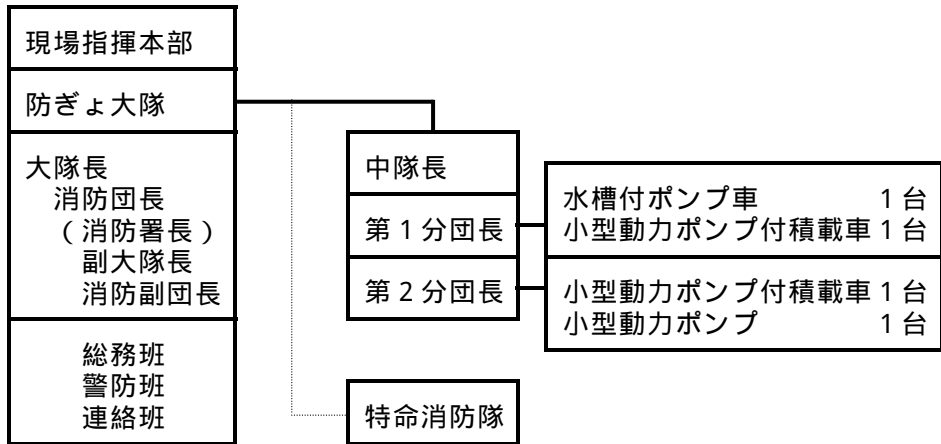 現場指揮本部
防ぎょ大隊
大隊長
消防団長
(消防署長)
副大隊長
消防副団長
総務班
警防班
連絡班
中隊長
第1分団長
第2分団長
特命消防隊
水槽付ポンプ車 1台
小型動力ポンプ付積載車1台
小型動力ポンプ付積載車1台
小型動力ポンプ 1台